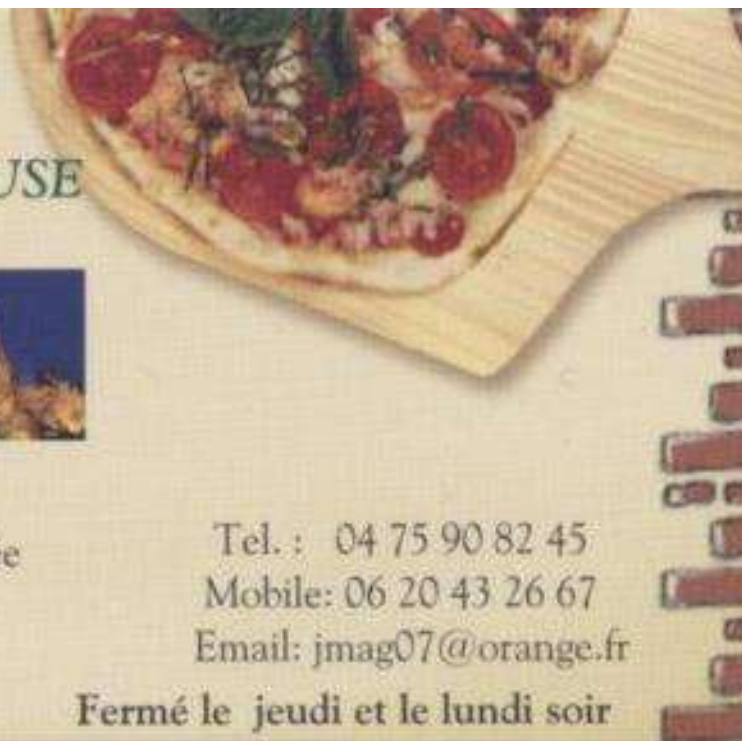 USE
Tel. : 04 75 90 82 45
Mobile: 06 20 43 26 67
Email: jmag07@orange.fr
Fermé le jeudi et le lundi soir